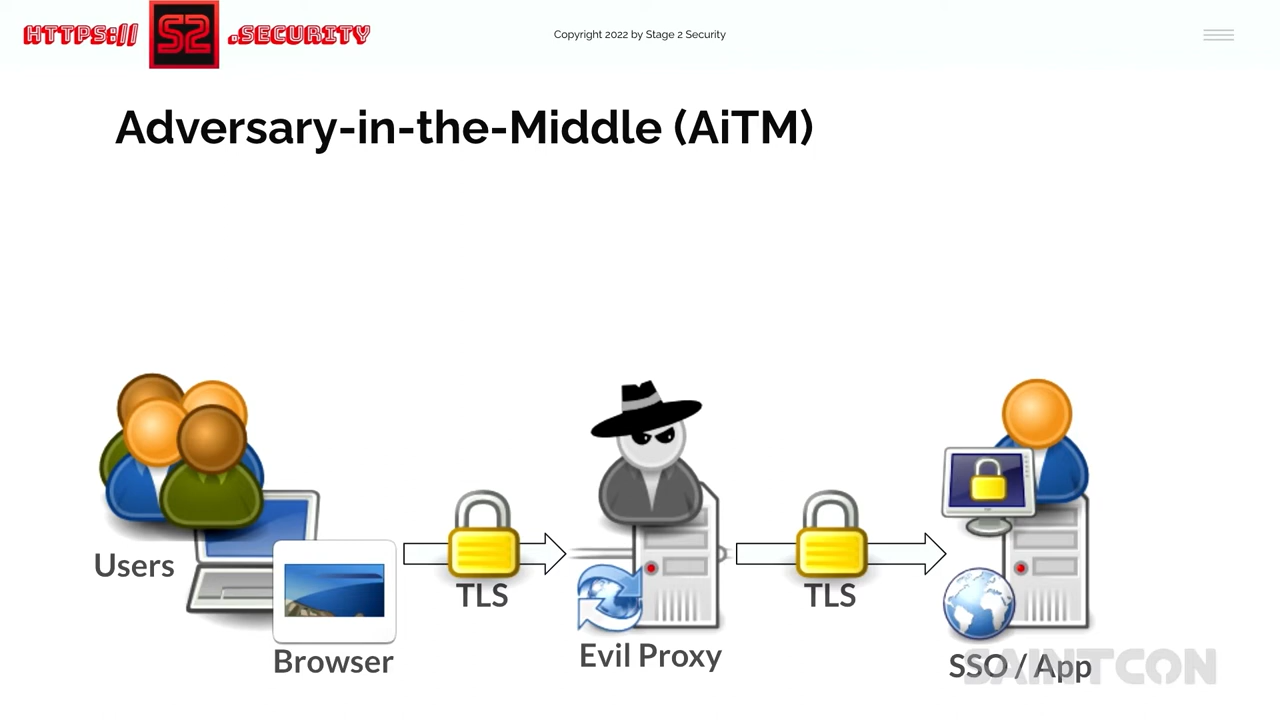 HTTPS:// S2 .SECURITY
Copyright 2022 by Stage 2 Security
Adversary-in-the-Middle (AiTM)
Users
Browser
TLS
Evil Proxy
TLS
SSO / App
SAINTCON